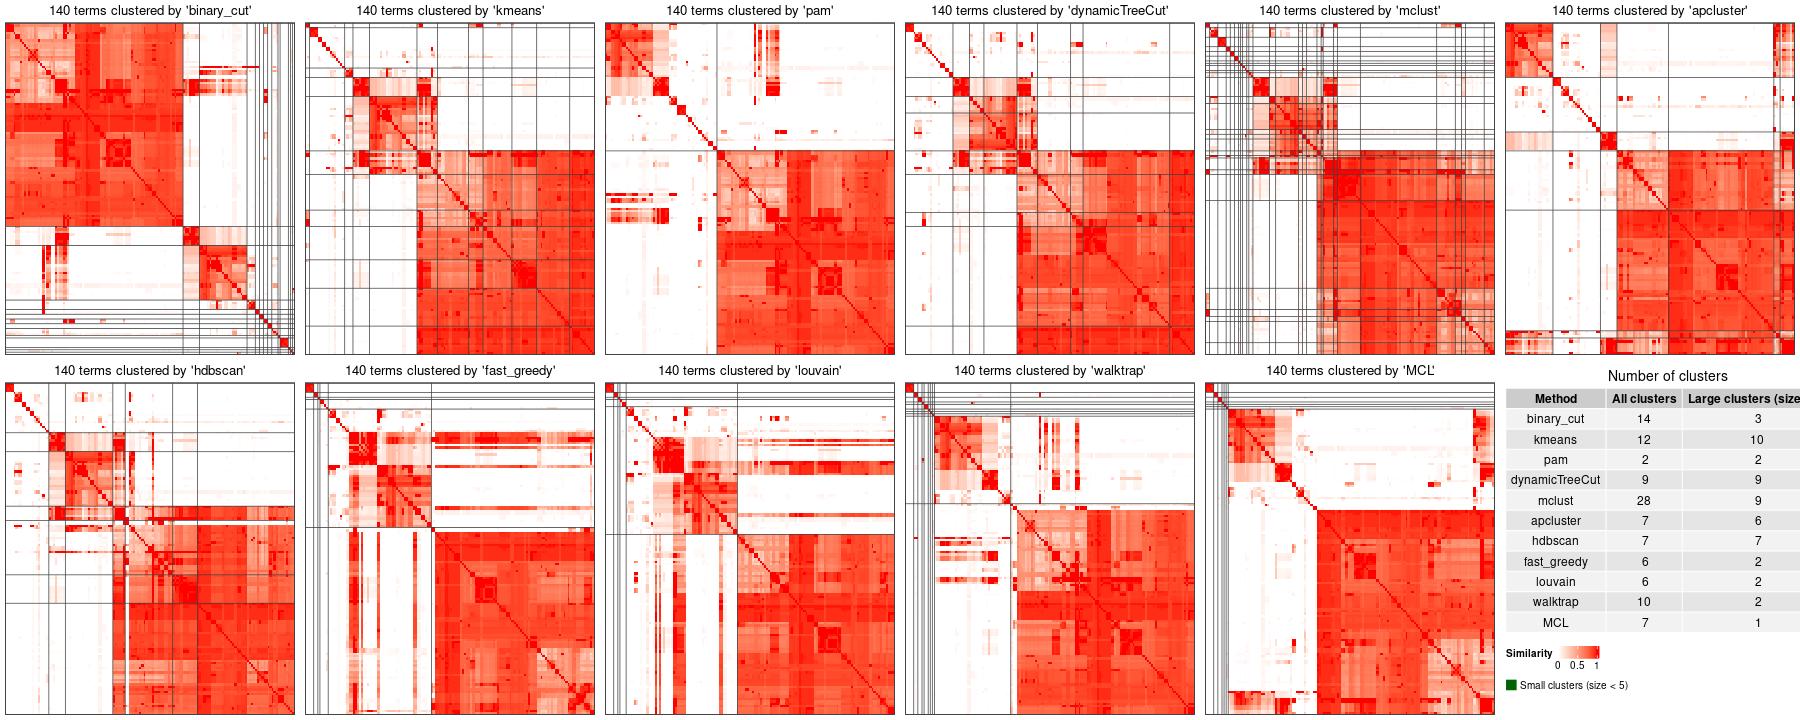 140 terms clustered by 'binary_cut'
140 terms clustered by 'kmeans'
140 terms clustered by 'pam'
140 terms clustered by 'dynamicTreeCut'
140 terms clustered by 'mclust'
140 terms clustered by 'apcluster'
140 terms clustered by 'hdbscan'
140 terms clustered by 'fast_greedy'
140 terms clustered by 'louvain'
140 terms clustered by 'walktrap'
140 terms clustered by 'MCL'
Number of clusters
Method All clusters Large clusters (size
binary_cut 14 3
kmeans 12 10
pam 2 2
dynamicTreeCut 9 9
mclust 28 9
apcluster 7 6
hdbscan 7 7
fast_greedy 6 2
louvain 6 2
walktrap 10 2
MCL 7 1
Similarity
0 0.5 1
Small clusters (size < 5)